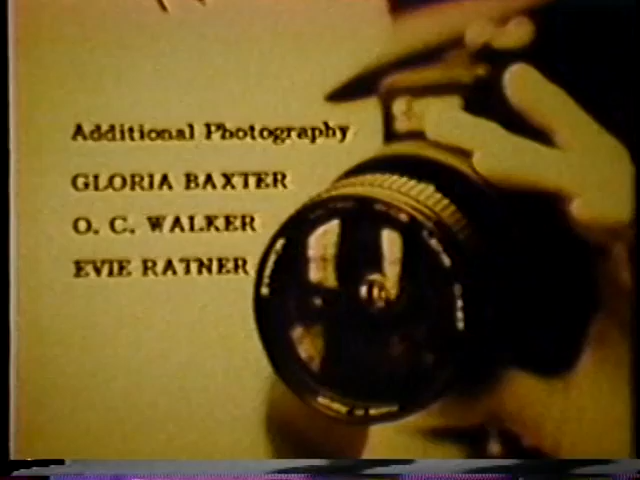 Additional Photography
GLORIA BAXTER
O. C. WALKER
EVIE RATNER